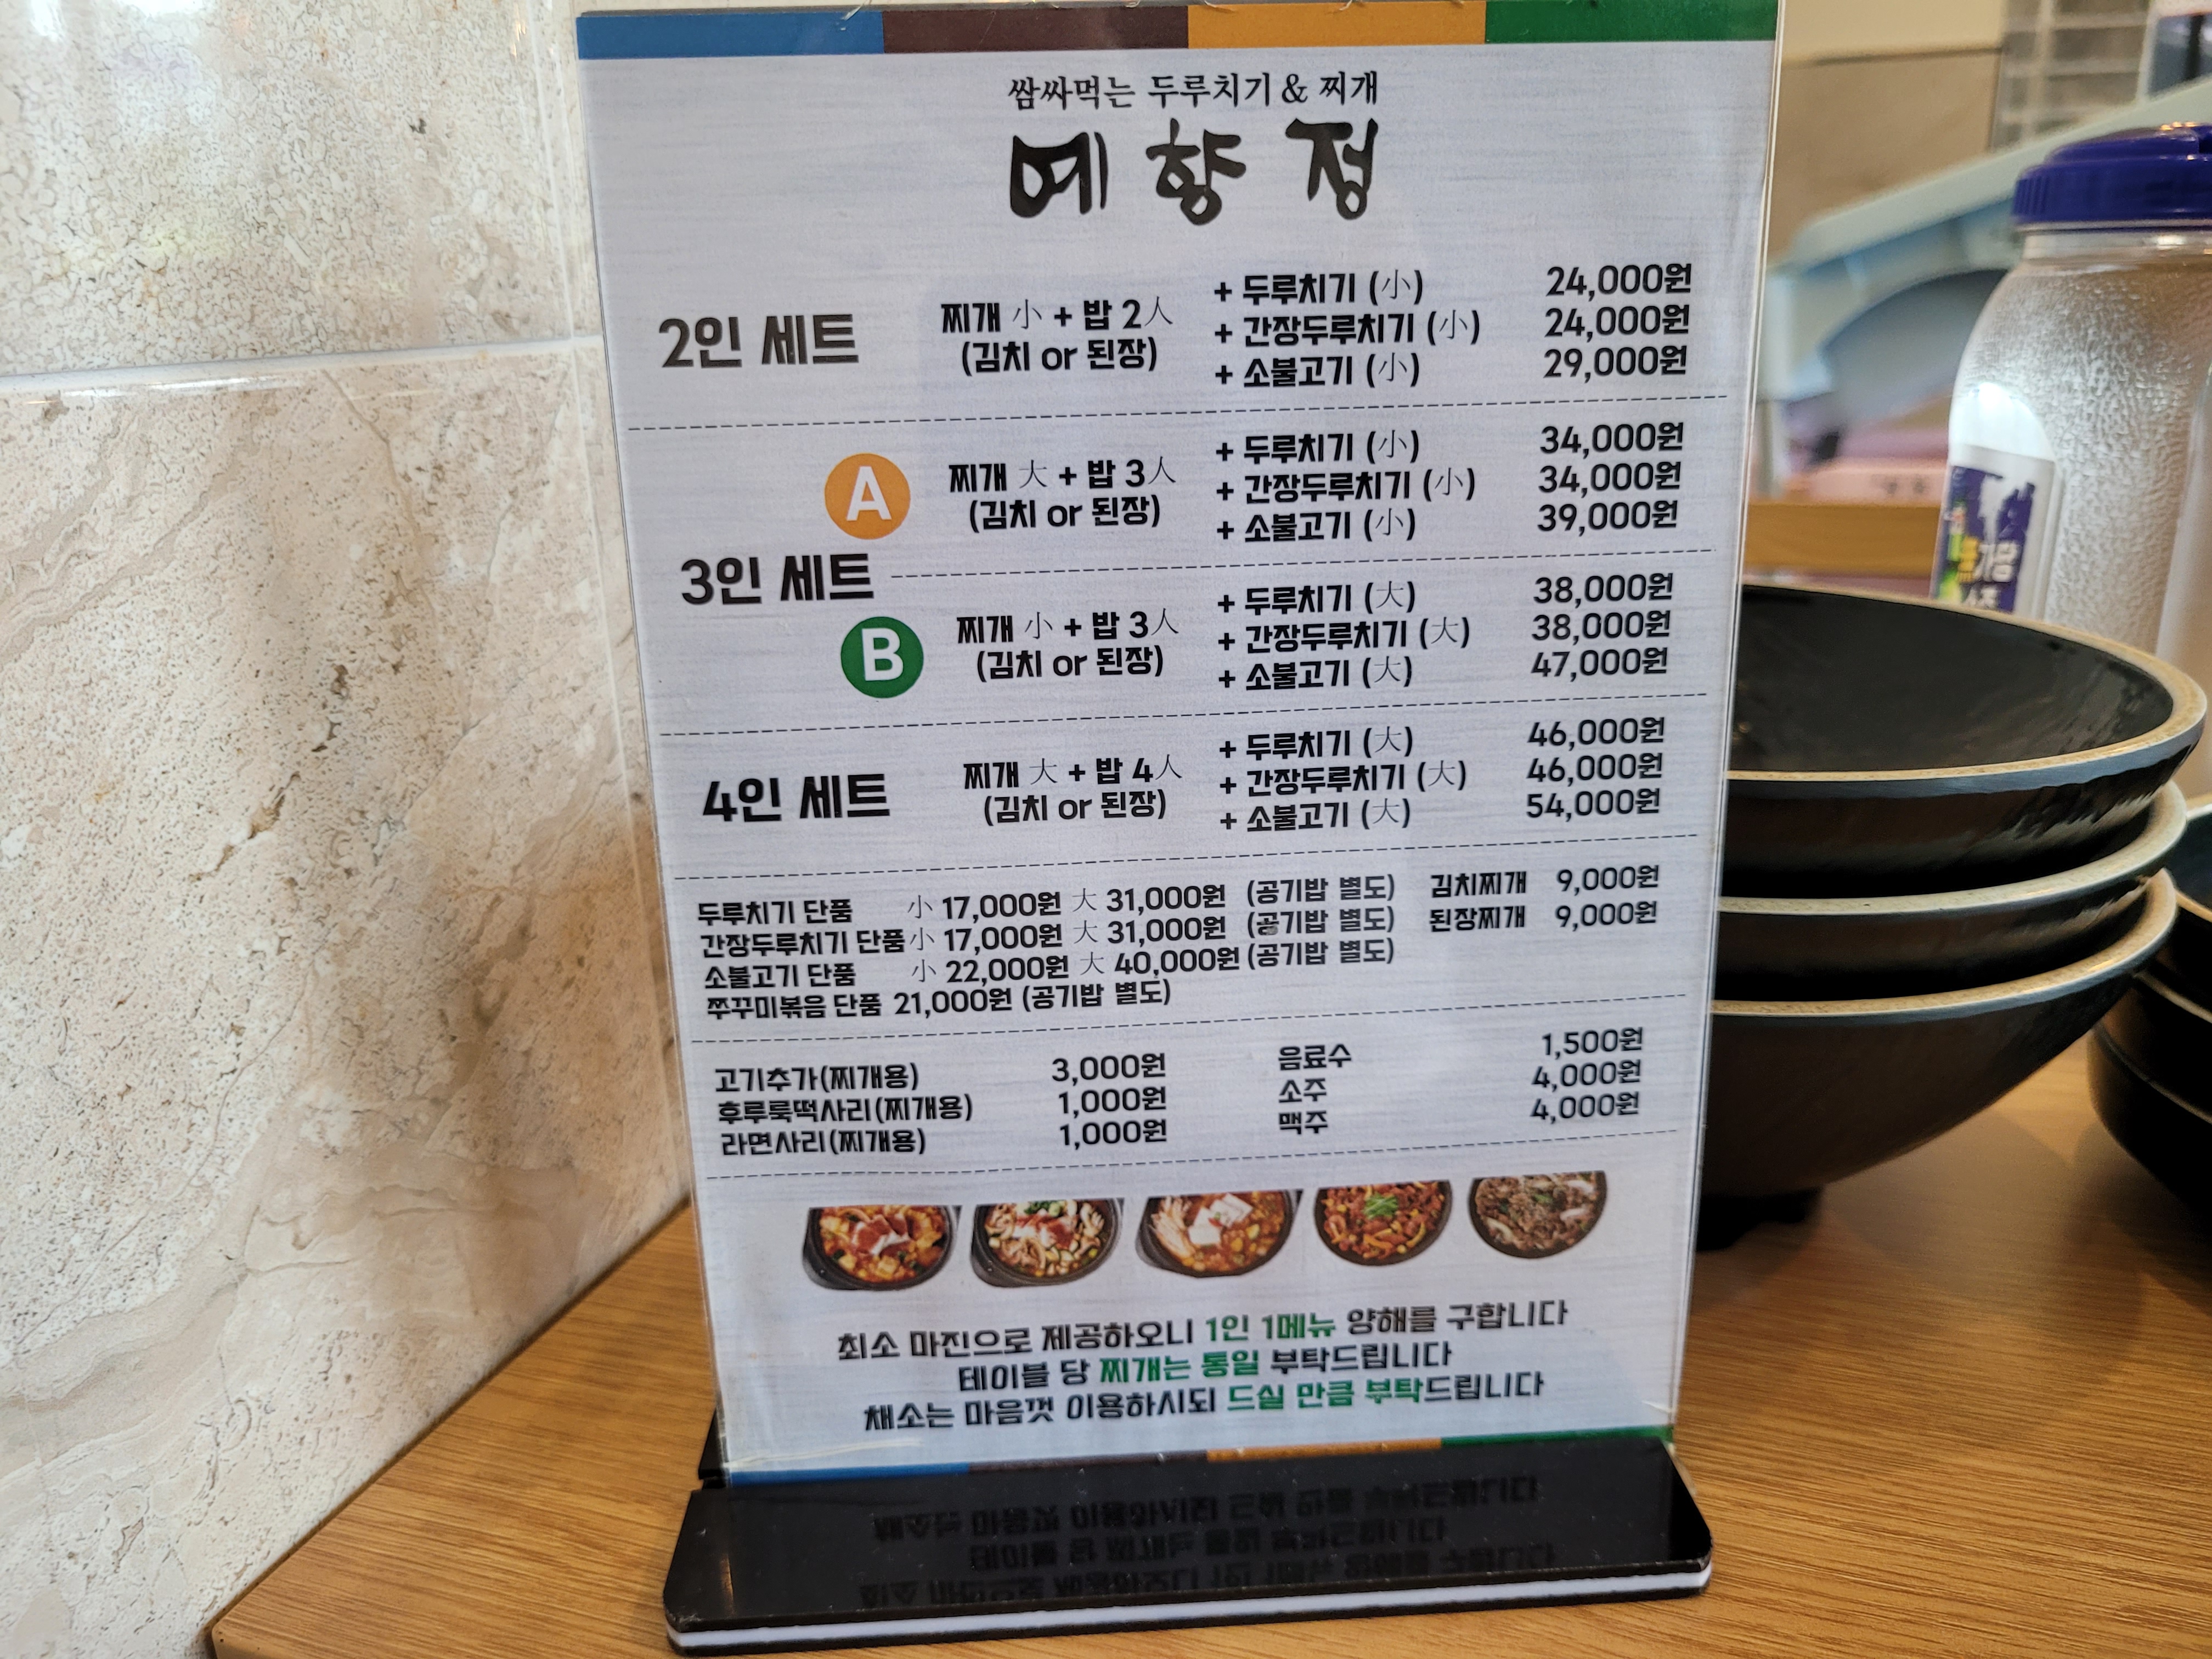 쌈싸먹는 두루치기 & 찌개
예향정
2인 세트
찌개 小 + 밥 2人
(김치 or 된장)
+ 두루치기 (小) 24,000원
+ 간장두루치기 (小) 24,000원
+ 소불고기 (小) 29,000원
3인 세트
A
찌개 大 + 밥 3人
(김치 or 된장)
+ 두루치기 (小) 34,000원
+ 간장두루치기 (小) 34,000원
+ 소불고기 (小) 39,000원
B
찌개 小 + 밥 3人
(김치 or 된장)
+ 두루치기 (大) 38,000원
+ 간장두루치기 (大) 38,000원
+ 소불고기 (大) 47,000원
4인 세트
찌개 大 + 밥 4人
(김치 or 된장)
+ 두루치기 (大) 46,000원
+ 간장두루치기 (大) 46,000원
+ 소불고기 (大) 54,000원
두루치기 단품 小 17,000원 大 31,000원 (공기밥 별도)
간장두루치기 단품 小 17,000원 大 31,000원 (공기밥 별도)
소불고기 단품 小 22,000원 大 40,000원 (공기밥 별도)
쭈꾸미볶음 단품 21,000원 (공기밥 별도)
김치찌개 9,000원
된장찌개 9,000원
고기추가(찌개용) 3,000원
후루룩떡사리(찌개용) 1,000원
라면사리(찌개용) 1,000원
음료수 1,500원
소주 4,000원
맥주 4,000원
최소 마진으로 제공하오니 1인 1메뉴 양해를 구합니다
테이블 당 찌개는 통일 부탁드립니다
채소는 마음껏 이용하시되 드실 만큼 부탁드립니다